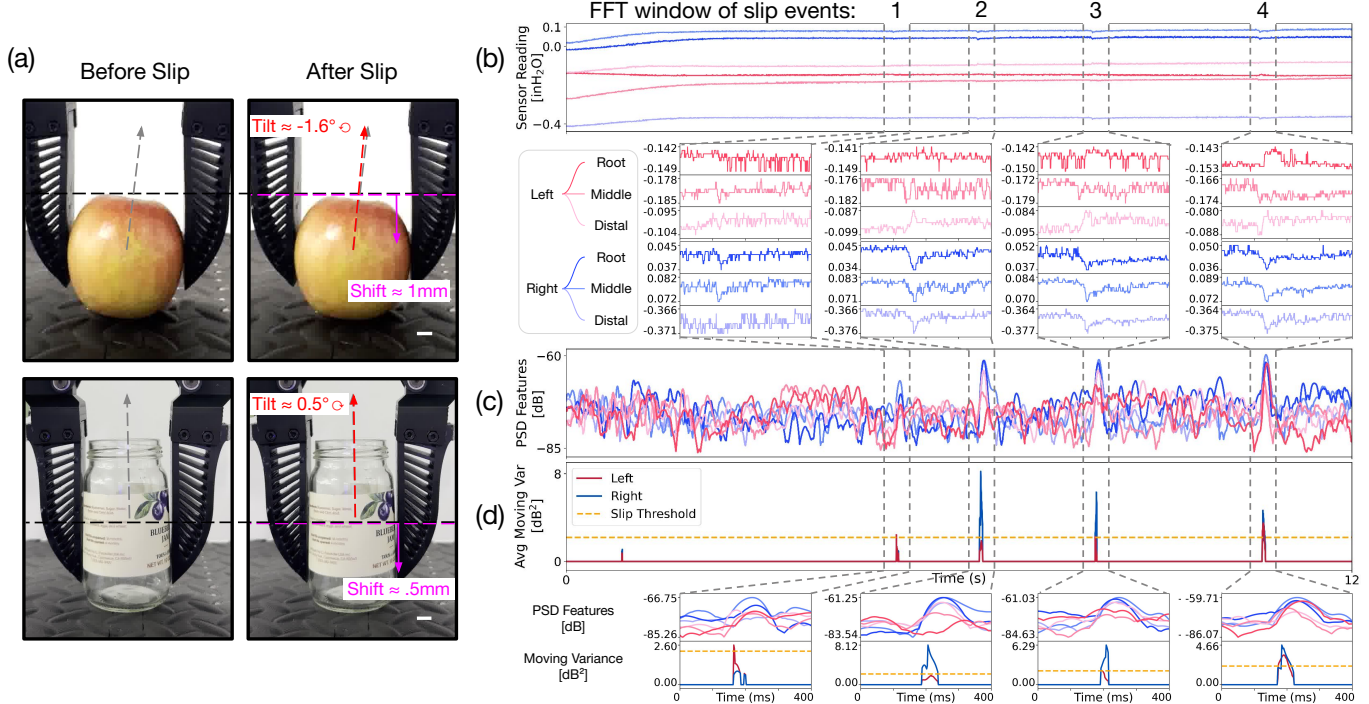 FFT window of slip events: 1 2 3 4
(a)
Before Slip
After Slip
Tilt ≈ -1.6°
Shift ≈ 1mm
Tilt ≈ 0.5°
BLUEBE
JAM
Shift ≈ .5mm
(b)
Sensor Reading
[inH₂O]
0.1
0.0
−0.4
Left
Root
Middle
Distal
Right
Root
Middle
Distal
-0.142
-0.149
-0.178
-0.185
-0.095
-0.104
0.045
0.037
0.083
0.072
-0.364
-0.371
-0.141
-0.151
-0.174
-0.182
-0.087
-0.099
0.045
0.036
0.082
0.071
-0.366
-0.376
-0.141
-0.149
-0.172
-0.179
-0.084
-0.095
0.052
0.037
0.084
0.070
-0.364
-0.377
-0.143
-0.153
-0.166
-0.174
-0.080
-0.088
0.050
0.036
0.089
0.072
-0.364
-0.375
(c)
PSD Features
[dB]
−60
−85
(d)
Avg Moving Var
[dB²]
8
0
Left
Right
Slip Threshold
0
Time (s)
12
PSD Features
[dB]
-66.75
-85.26
-61.25
-83.54
-61.03
-84.63
-59.71
-86.07
Moving Variance
[dB²]
2.60
0.00
8.12
0.00
6.29
0.00
4.66
0.00
0 Time (ms) 400
0 Time (ms) 400
0 Time (ms) 400
0 Time (ms) 400